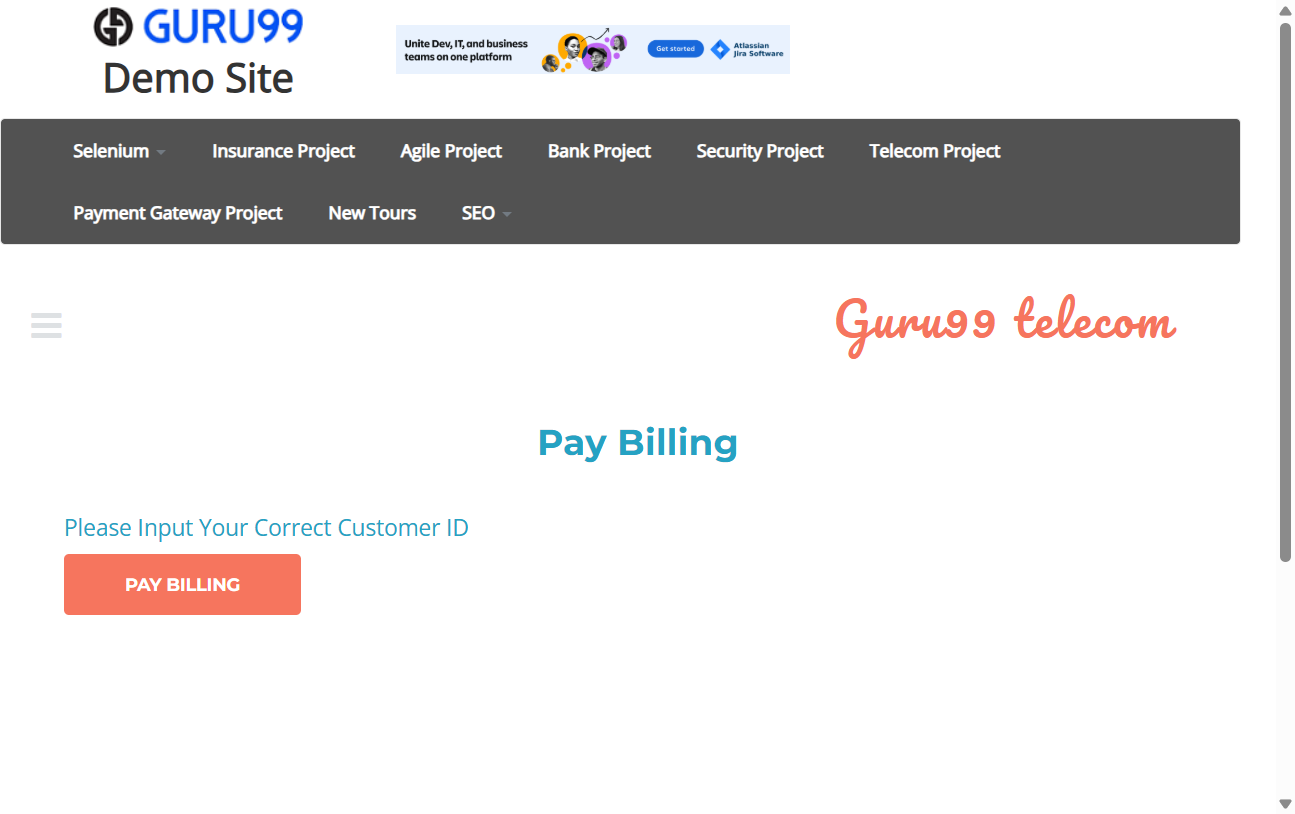 GURU99
Demo Site
Unite Dev, IT, and business
teams on one platform
Get started
Atlassian
Jira Software
Selenium
Insurance Project
Agile Project
Bank Project
Security Project
Telecom Project
Payment Gateway Project
New Tours
SEO
Guru99 telecom
Pay Billing
Please Input Your Correct Customer ID
PAY BILLING